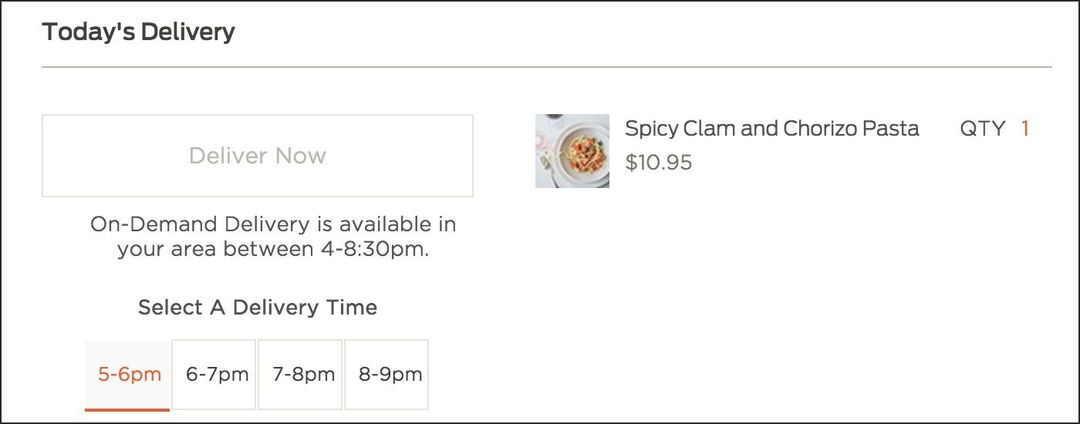 Today's Delivery
Deliver Now
On-Demand Delivery is available in
your area between 4-8:30pm.
Select A Delivery Time
5-6pm 6-7pm 7-8pm 8-9pm
Spicy Clam and Chorizo Pasta QTY 1
$10.95